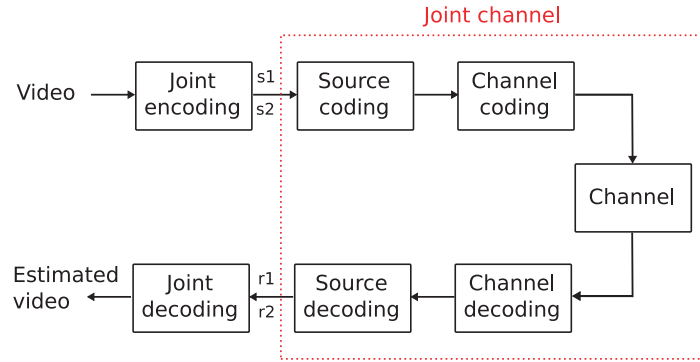 Joint channel
Video
Joint
encoding
s1
s2
Source
coding
Channel
coding
Channel
Estimated
video
Joint
decoding
r1
r2
Source
decoding
Channel
decoding